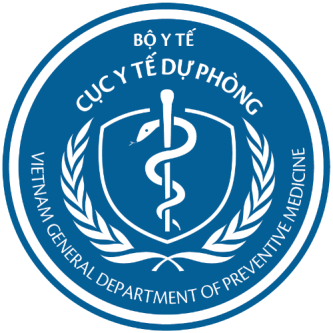 BỘ Y TẾ
CỤC Y TẾ DỰ PHÒNG
VIETNAM GENERAL DEPARTMENT OF PREVENTIVE MEDICINE